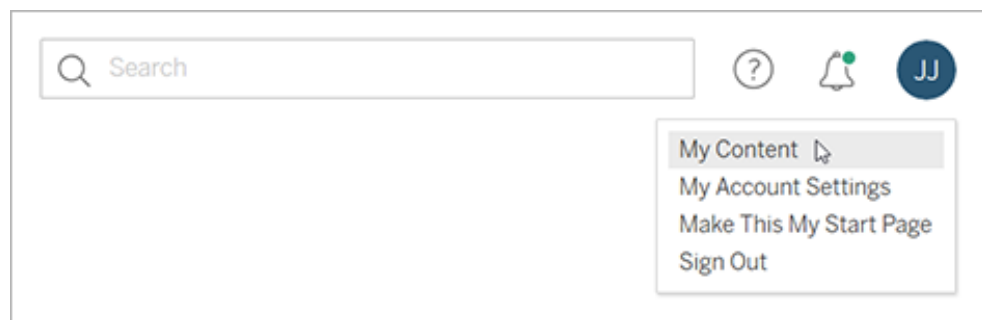 Search
?
JJ
My Content
My Account Settings
Make This My Start Page
Sign Out